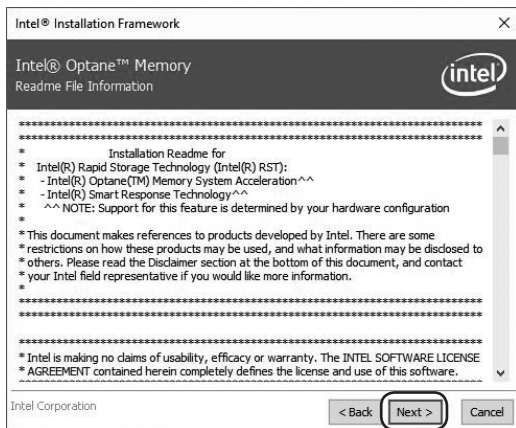 Intel® Installation Framework
Intel® Optane™ Memory
Readme File Information
intel
*******************************************************************************
*******************************************************************************
* Installation Readme for
* Intel(R) Rapid Storage Technology (Intel(R) RST):
* - Intel(R) Optane(TM) Memory System Acceleration^^
* - Intel(R) Smart Response Technology^^
* ^^ NOTE: Support for this feature is determined by your hardware configuration
*
* This document makes references to products developed by Intel. There are some
* restrictions on how these products may be used, and what information may be disclosed to
* others. Please read the Disclaimer section at the bottom of this document, and contact
* your Intel field representative if you would like more information.
*
*******************************************************************************
*******************************************************************************
*******************************************************************************
* Intel is making no claims of usability, efficacy or warranty. The INTEL SOFTWARE LICENSE
* AGREEMENT contained herein completely defines the license and use of this software.
*******************************************************************************
Intel Corporation
< Back
Next >
Cancel